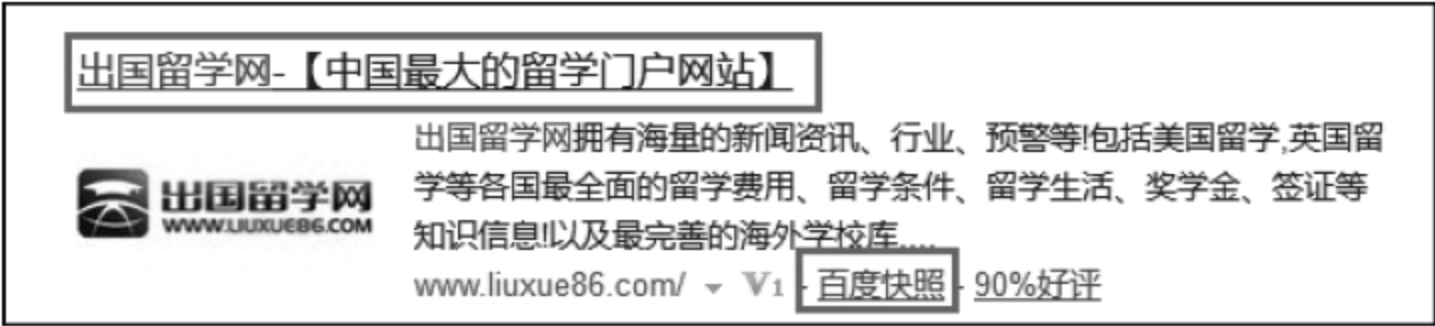 出国留学网-【中国最大的留学门户网站】
出国留学网拥有海量的新闻资讯、行业、预警等!包括美国留学,英国留
学等各国最全面的留学费用、留学条件、留学生活、奖学金、签证等
知识信息!以及最完善的海外学校库....
出国留学网
WWW.LIUXUE86.COM
www.liuxue86.com/ V1 - 百度快照 - 90%好评